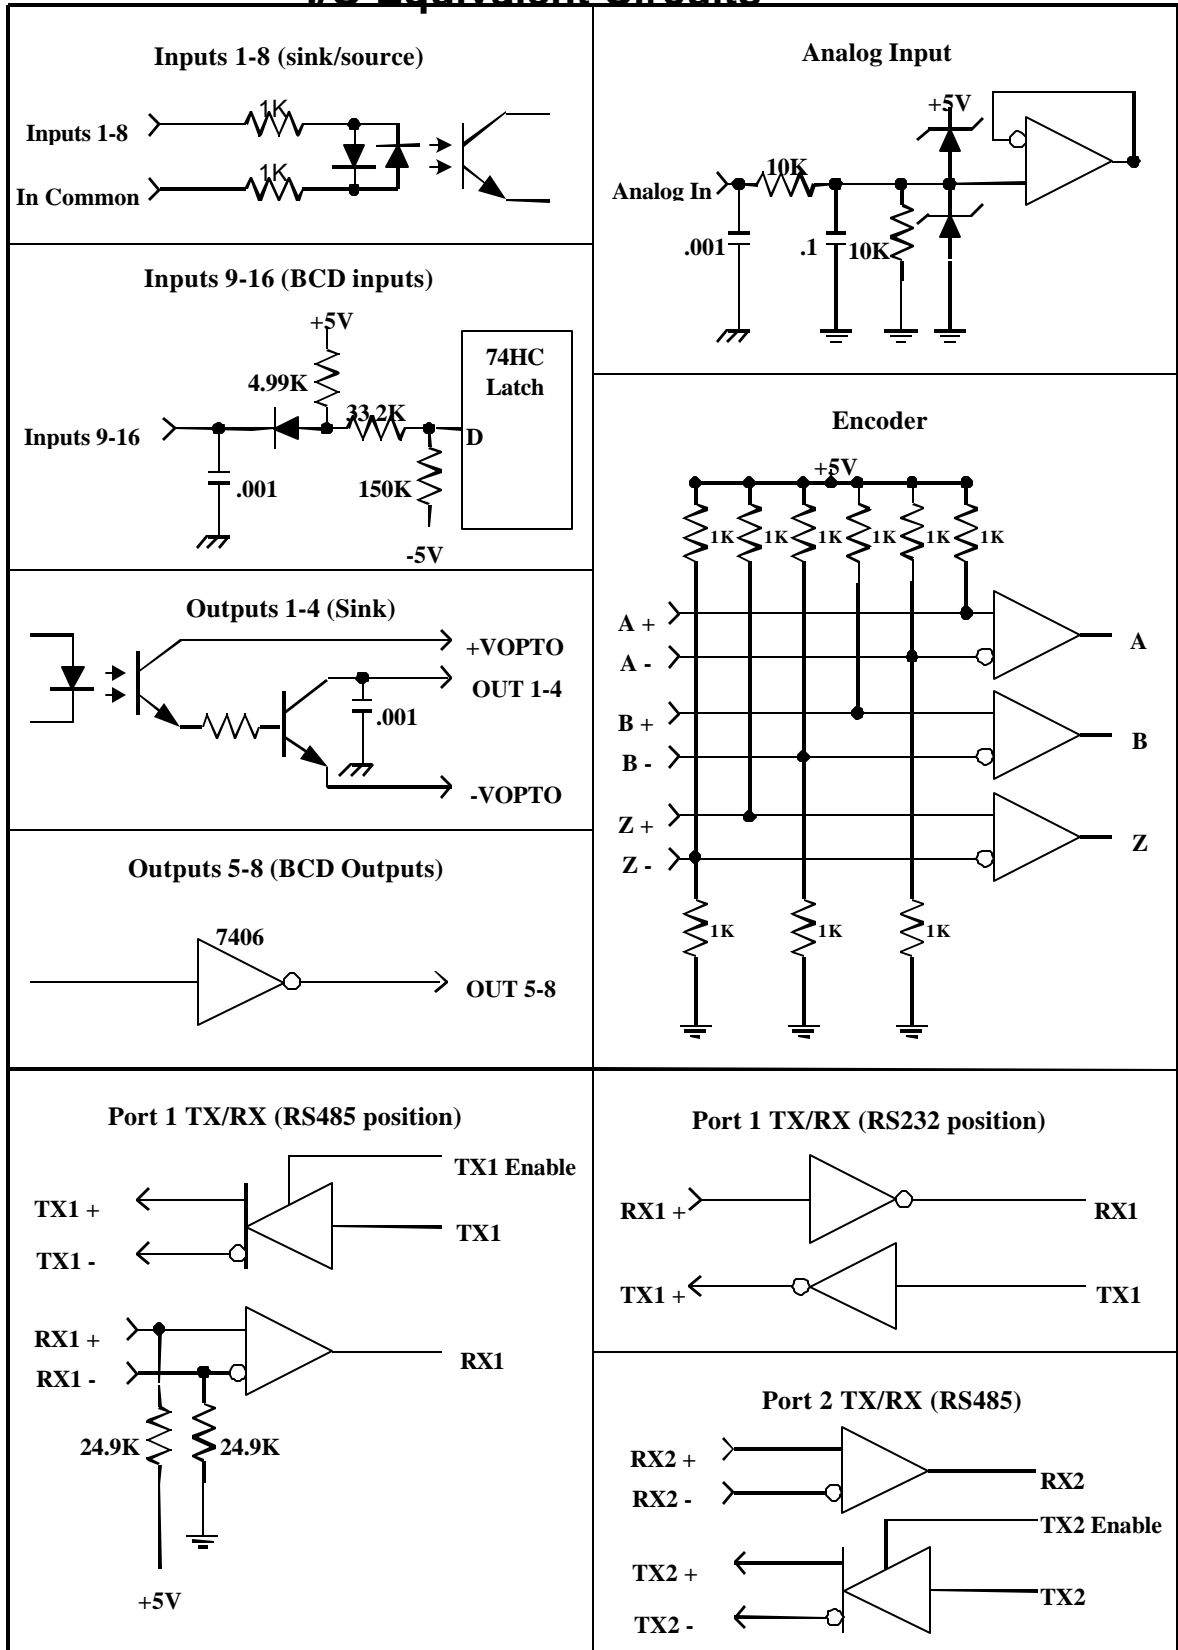 I/O Equivalent Circuits
Inputs 1-8 (sink/source)
1K
Inputs 1-8
1K
In Common
Analog Input
+5V
10K
Analog In
.001
.1
10K
Inputs 9-16 (BCD inputs)
+5V
74HC
Latch
4.99K
33.2K
Inputs 9-16
D
.001
150K
-5V
Encoder
+5V
1K 1K 1K 1K 1K 1K
A +
A
A -
B +
B
B -
Z +
Z
Z -
1K 1K 1K
Outputs 1-4 (Sink)
+VOPTO
OUT 1-4
.001
-VOPTO
Outputs 5-8 (BCD Outputs)
7406
OUT 5-8
Port 1 TX/RX (RS485 position)
TX1 Enable
TX1 +
TX1
TX1 -
RX1 +
RX1
RX1 -
24.9K
24.9K
+5V
Port 1 TX/RX (RS232 position)
RX1 +
RX1
TX1 +
TX1
Port 2 TX/RX (RS485)
RX2 +
RX2
RX2 -
TX2 Enable
TX2 +
TX2
TX2 -